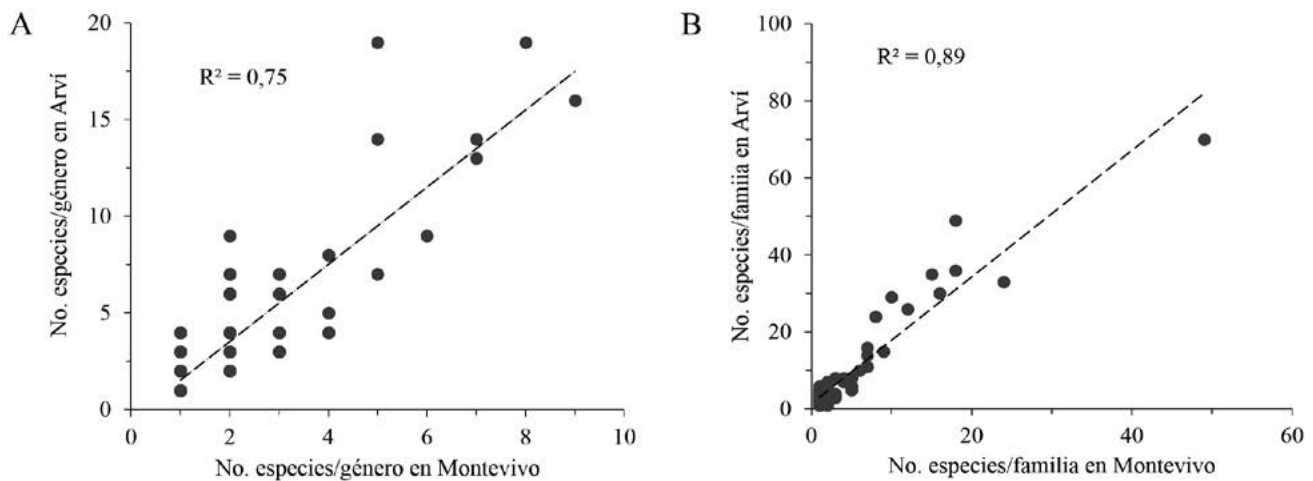 A
No. especies/género en Arví
20
15
10
5
0
R² = 0,75
0 2 4 6 8 10
No. especies/género en Montevivo
B
No. especies/famiia en Arví
100
80
60
40
20
0
R² = 0,89
0 20 40 60
No. especies/familia en Montevivo